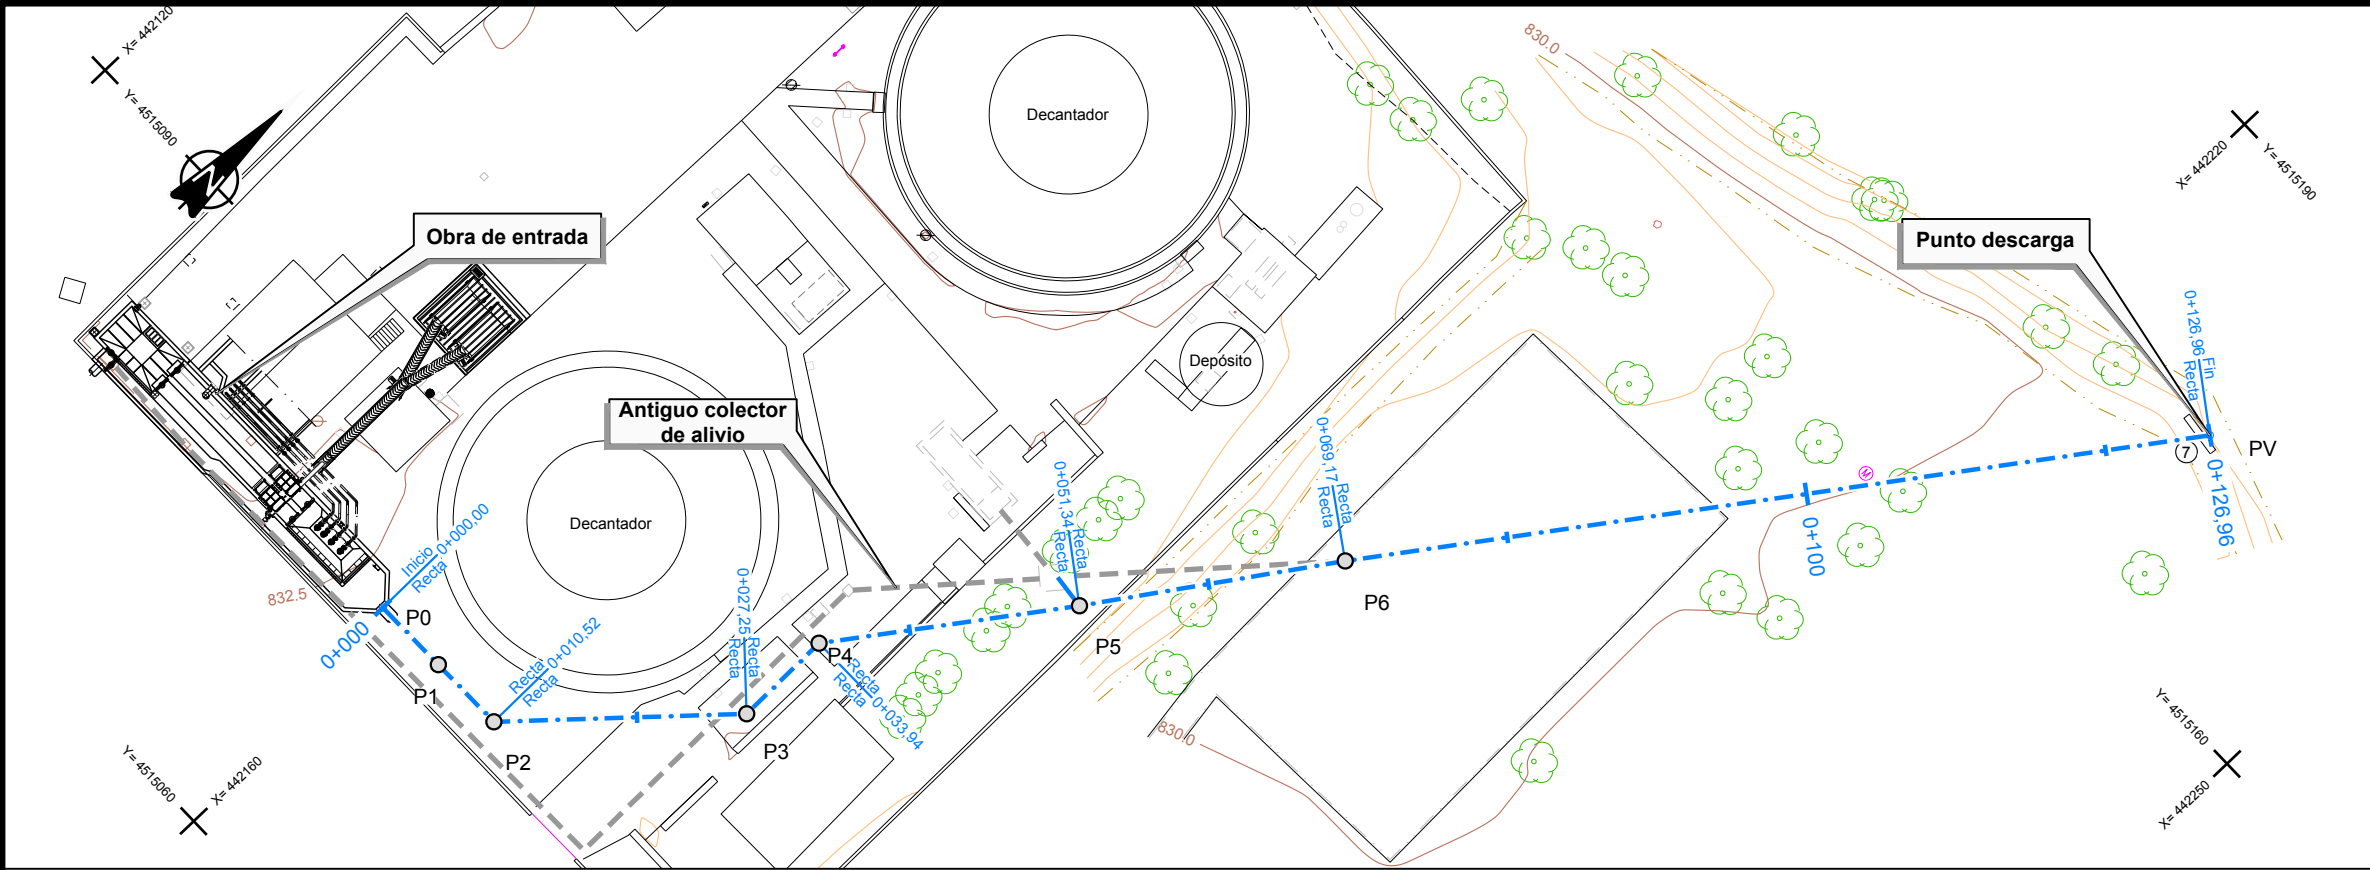 X= 442120
Y= 4515090
830.0
Decantador
X= 442220
Y= 4515190
Obra de entrada
Punto descarga
0+126,96
Fin
Recta
Depósito
Antiguo colector
de alivio
0+069,17
Recta
Recta
PV
7
M
0+126,96
0+051,34
Recta
Recta
Decantador
0+100
Inicio
Recta
0+000,00
832.5
P0
0+000
0+027,25
Recta
Recta
P6
P5
P4
Recta
Recta
0+033,94
P1
Recta
Recta
0+010,52
P2
P3
830.0
Y= 4515060
X= 442160
Y= 4515160
X= 442250